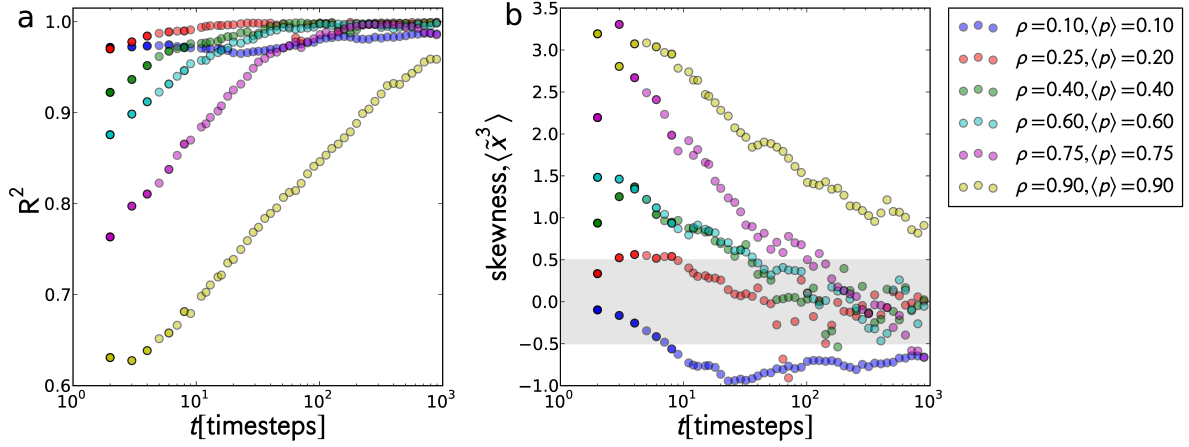 a
1.0
0.9
0.8
0.7
0.6
R²
10⁰ 10¹ 10² 10³
t[timesteps]
b
3.5
3.0
2.5
2.0
1.5
1.0
0.5
0.0
−0.5
−1.0
skewness,⟨x̃³⟩
10⁰ 10¹ 10² 10³
t[timesteps]
ρ=0.10,⟨p⟩=0.10
ρ=0.25,⟨p⟩=0.20
ρ=0.40,⟨p⟩=0.40
ρ=0.60,⟨p⟩=0.60
ρ=0.75,⟨p⟩=0.75
ρ=0.90,⟨p⟩=0.90